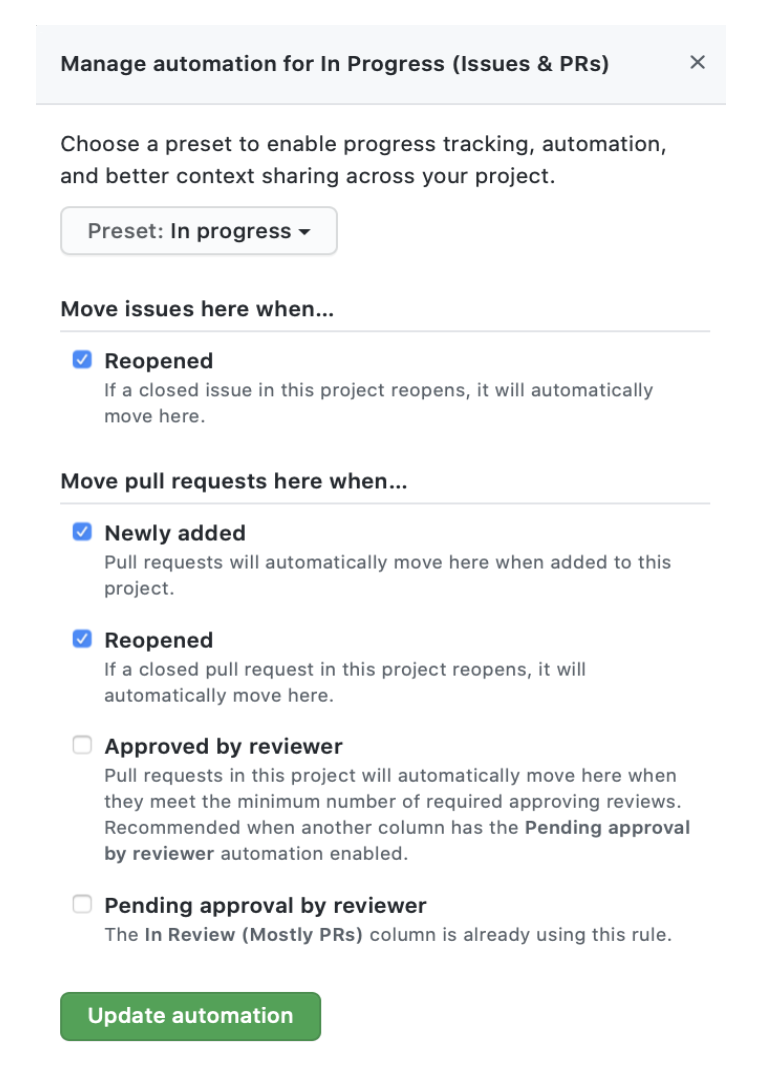 Manage automation for In Progress (Issues & PRs)
Choose a preset to enable progress tracking, automation,
and better context sharing across your project.
Preset: In progress
Move issues here when...
Reopened
If a closed issue in this project reopens, it will automatically
move here.
Move pull requests here when...
Newly added
Pull requests will automatically move here when added to this
project.
Reopened
If a closed pull request in this project reopens, it will
automatically move here.
Approved by reviewer
Pull requests in this project will automatically move here when
they meet the minimum number of required approving reviews.
Recommended when another column has the Pending approval
by reviewer automation enabled.
Pending approval by reviewer
The In Review (Mostly PRs) column is already using this rule.
Update automation